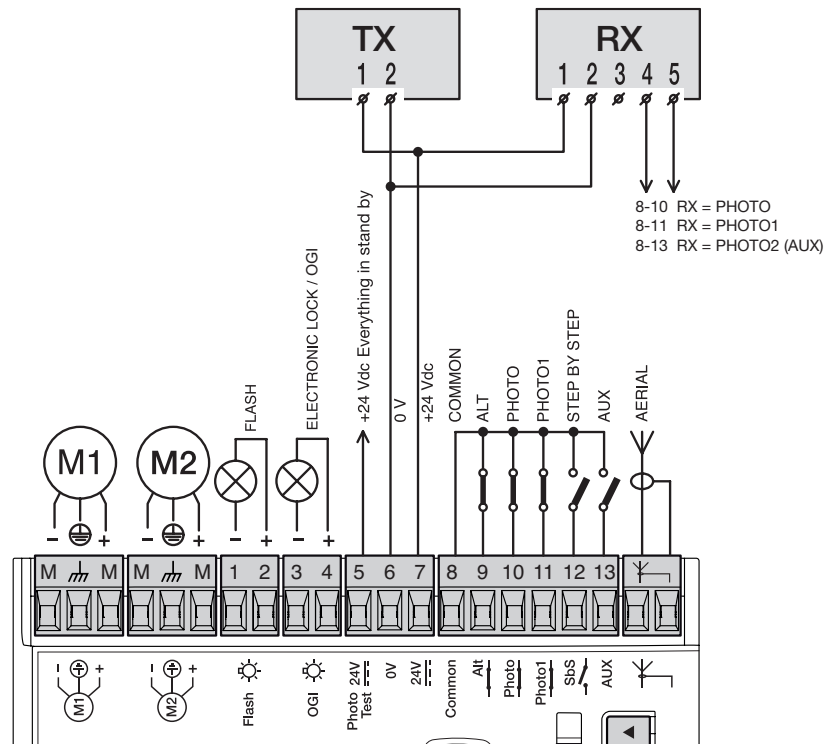 TX
1 2
RX
1 2 3 4 5
8-10 RX = PHOTO
8-11 RX = PHOTO1
8-13 RX = PHOTO2 (AUX)
FLASH
ELECTRONIC LOCK / OGI
+24 Vdc Everything in stand by
0 V
+24 Vdc
COMMON
ALT
PHOTO
PHOTO1
STEP BY STEP
AUX
AERIAL
M1
M2
- +
- +
- +
- +
M M M M 1 2 3 4 5 6 7 8 9 10 11 12 13
- +
M1
- +
M2
Flash
OGI
Photo 24V
Test
0V
24V
Common
Alt
Photo
Photo1
SbS
AUX